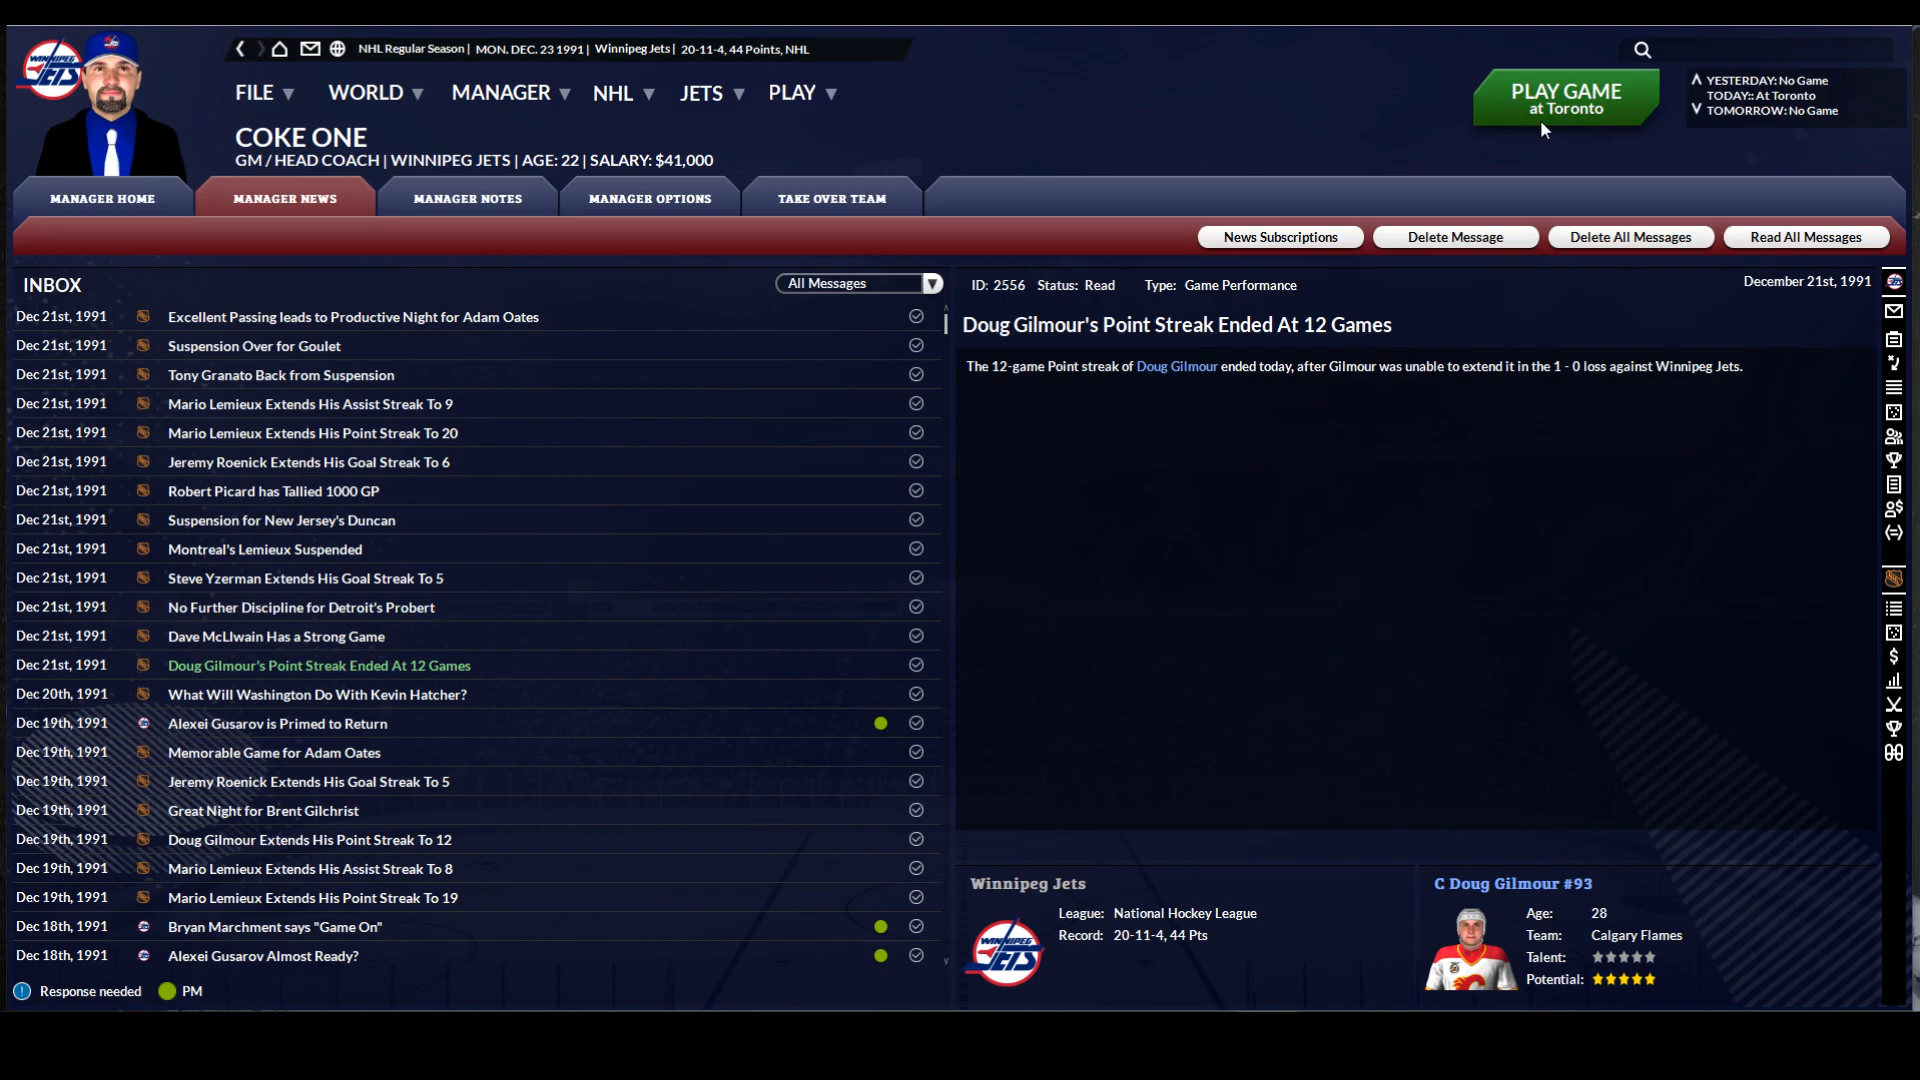 NHL Regular Season | MON. DEC. 23 1991 | Winnipeg Jets | 20-11-4, 44 Points, NHL
FILE WORLD MANAGER NHL JETS PLAY
COKE ONE
GM / HEAD COACH | WINNIPEG JETS | AGE: 22 | SALARY: $41,000
PLAY GAME
at Toronto
YESTERDAY: No Game
TODAY:: At Toronto
TOMORROW: No Game
MANAGER HOME MANAGER NEWS MANAGER NOTES MANAGER OPTIONS TAKE OVER TEAM
News Subscriptions Delete Message Delete All Messages Read All Messages
INBOX All Messages
Dec 21st, 1991 Excellent Passing leads to Productive Night for Adam Oates
Dec 21st, 1991 Suspension Over for Goulet
Dec 21st, 1991 Tony Granato Back from Suspension
Dec 21st, 1991 Mario Lemieux Extends His Assist Streak To 9
Dec 21st, 1991 Mario Lemieux Extends His Point Streak To 20
Dec 21st, 1991 Jeremy Roenick Extends His Goal Streak To 6
Dec 21st, 1991 Robert Picard has Tallied 1000 GP
Dec 21st, 1991 Suspension for New Jersey's Duncan
Dec 21st, 1991 Montreal's Lemieux Suspended
Dec 21st, 1991 Steve Yzerman Extends His Goal Streak To 5
Dec 21st, 1991 No Further Discipline for Detroit's Probert
Dec 21st, 1991 Dave McLlwain Has a Strong Game
Dec 21st, 1991 Doug Gilmour's Point Streak Ended At 12 Games
Dec 20th, 1991 What Will Washington Do With Kevin Hatcher?
Dec 19th, 1991 Alexei Gusarov is Primed to Return
Dec 19th, 1991 Memorable Game for Adam Oates
Dec 19th, 1991 Jeremy Roenick Extends His Goal Streak To 5
Dec 19th, 1991 Great Night for Brent Gilchrist
Dec 19th, 1991 Doug Gilmour Extends His Point Streak To 12
Dec 19th, 1991 Mario Lemieux Extends His Assist Streak To 8
Dec 19th, 1991 Mario Lemieux Extends His Point Streak To 19
Dec 18th, 1991 Bryan Marchment says "Game On"
Dec 18th, 1991 Alexei Gusarov Almost Ready?
Response needed PM
ID: 2556 Status: Read Type: Game Performance December 21st, 1991
Doug Gilmour's Point Streak Ended At 12 Games
The 12-game Point streak of Doug Gilmour ended today, after Gilmour was unable to extend it in the 1 - 0 loss against Winnipeg Jets.
Winnipeg Jets
League: National Hockey League
Record: 20-11-4, 44 Pts
WINNIPEG JETS
C Doug Gilmour #93
Age: 28
Team: Calgary Flames
Talent:
Potential: